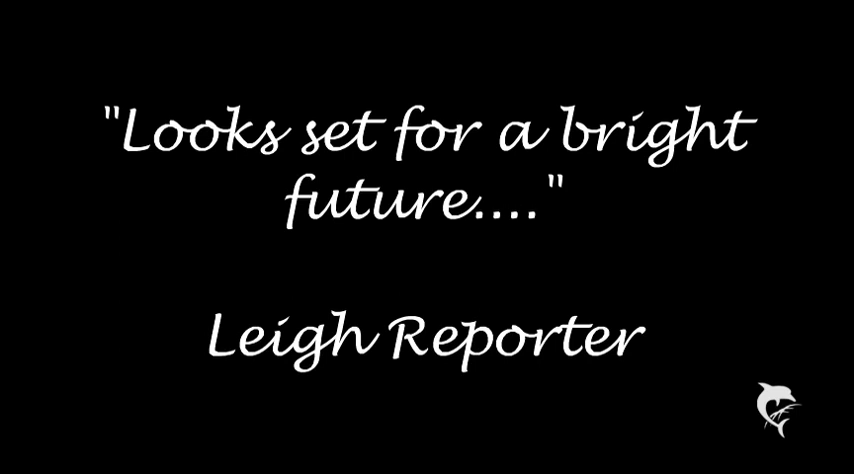 "Looks set for a bright
future...."
Leigh Reporter